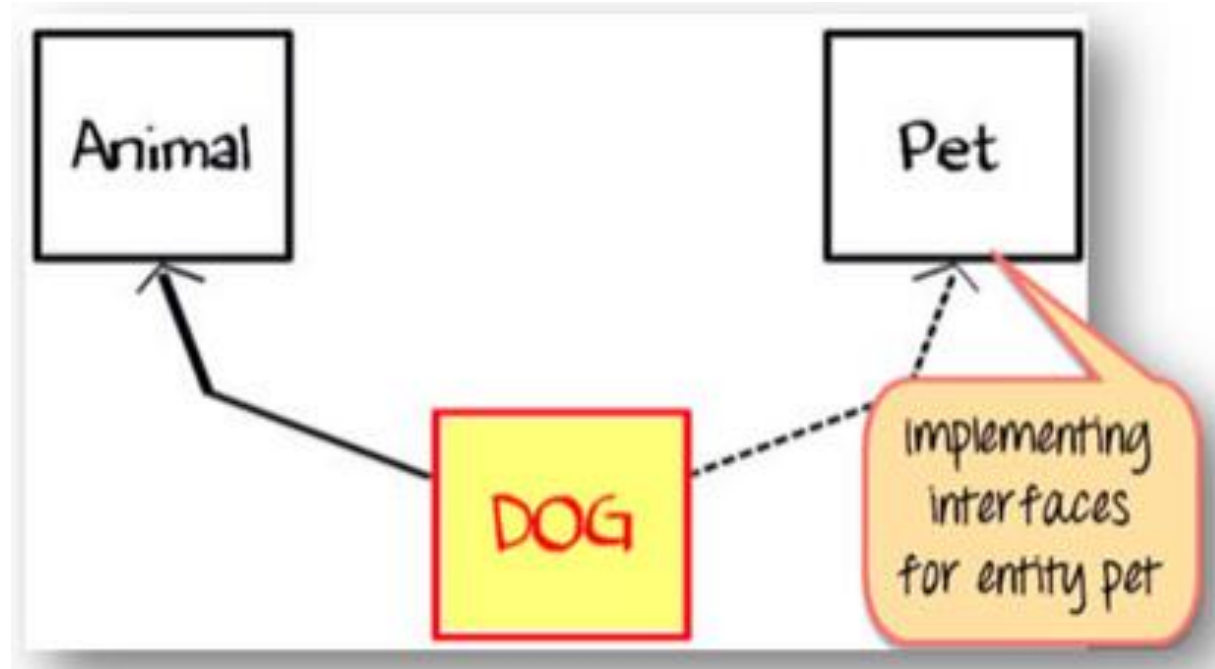 Animal
Pet
DOG
Implementing
interfaces
for entity pet